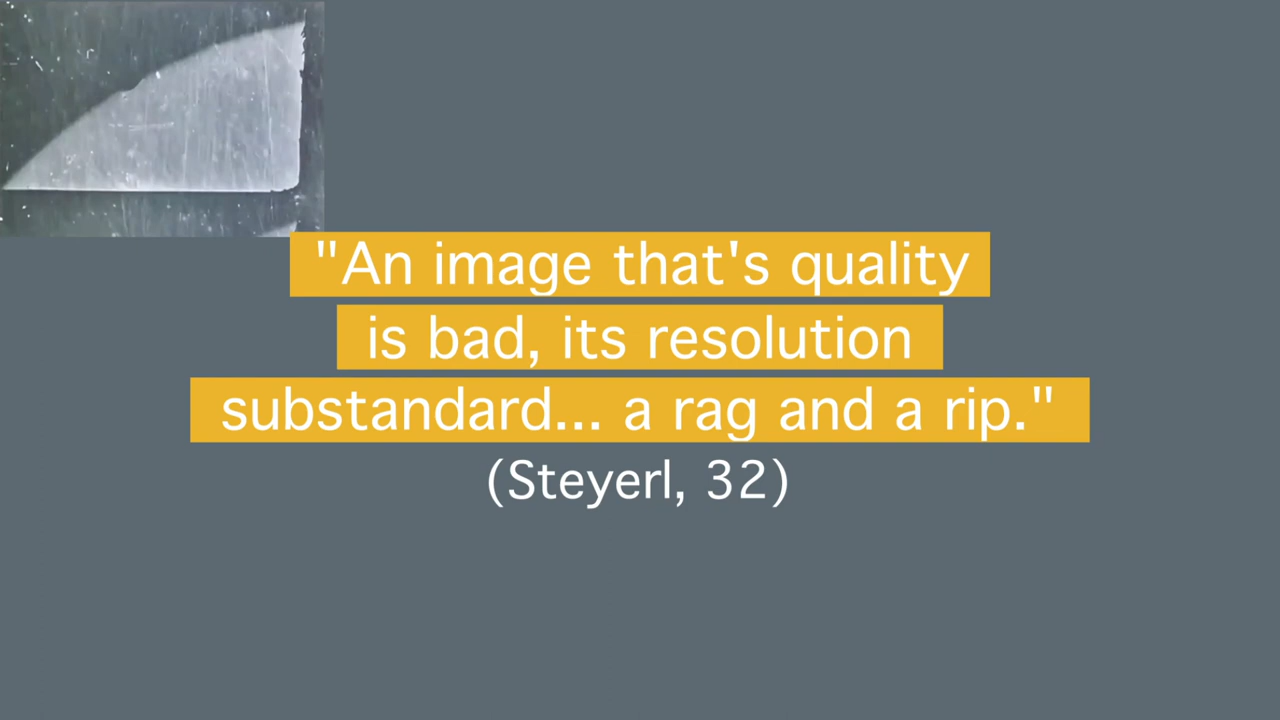 "An image that's quality
is bad, its resolution
substandard... a rag and a rip."
(Steyerl, 32)